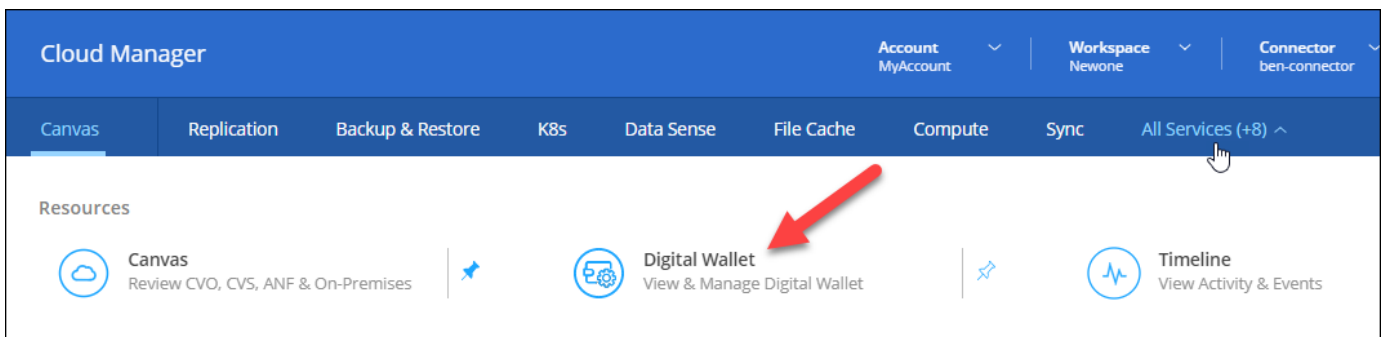 Cloud Manager
Account
MyAccount
Workspace
Newone
Connector
ben-connector
Canvas Replication Backup & Restore K8s Data Sense File Cache Compute Sync All Services (+8)
Resources
Canvas
Review CVO, CVS, ANF & On-Premises
Digital Wallet
View & Manage Digital Wallet
Timeline
View Activity & Events